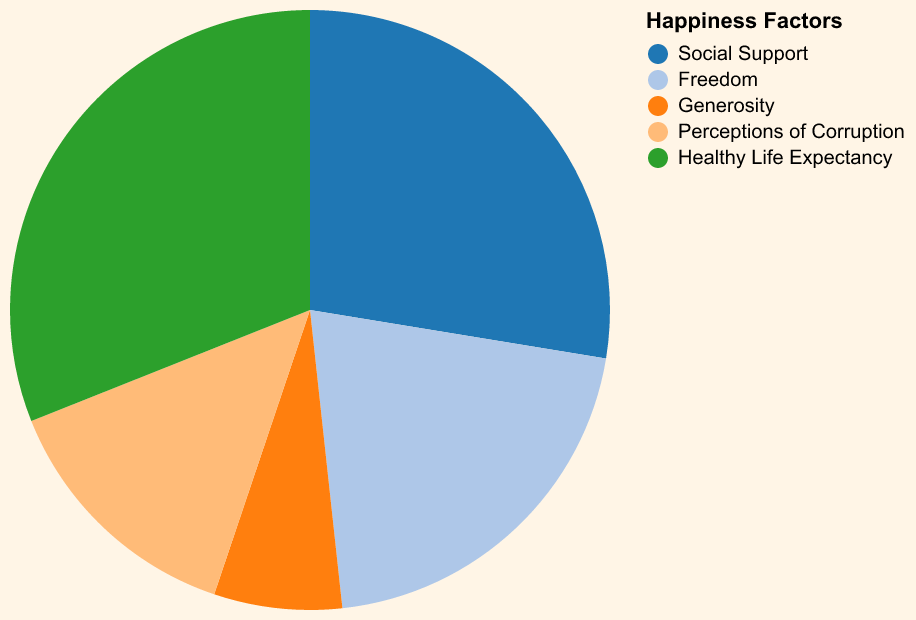 Happiness Factors
Social Support
Freedom
Generosity
Perceptions of Corruption
Healthy Life Expectancy